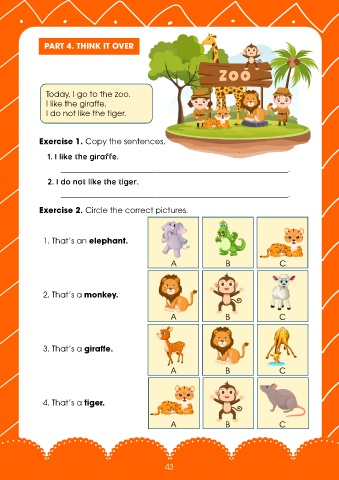 PART 4. THINK IT OVER
ZOO
Today, I go to the zoo.
I like the giraffe.
I do not like the tiger.
Exercise 1. Copy the sentences.
1. I like the giraffe.
2. I do not like the tiger.
Exercise 2. Circle the correct pictures.
1. That's an elephant.
A B C
2. That's a monkey.
A B C
3. That's a giraffe.
A B C
4. That's a tiger.
A B C
43